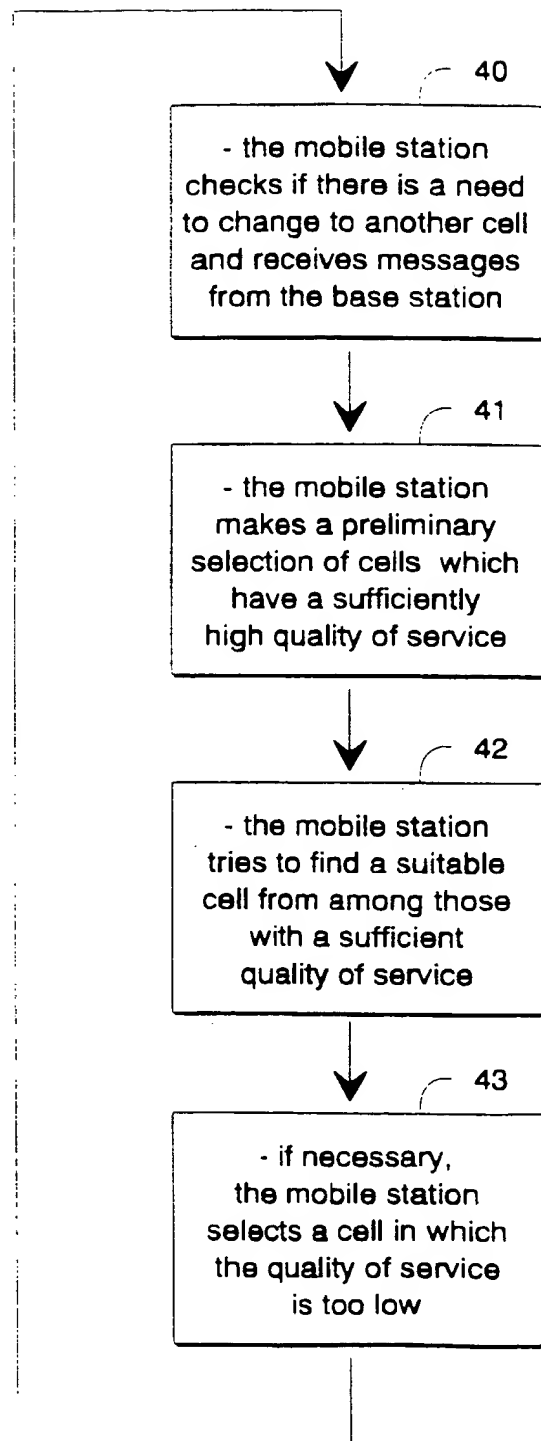 40
- the mobile station
checks if there is a need
to change to another cell
and receives messages
from the base station
41
- the mobile station
makes a preliminary
selection of cells which
have a sufficiently
high quality of service
42
- the mobile station
tries to find a suitable
cell from among those
with a sufficient
quality of service
43
- if necessary,
the mobile station
selects a cell in which
the quality of service
is too low